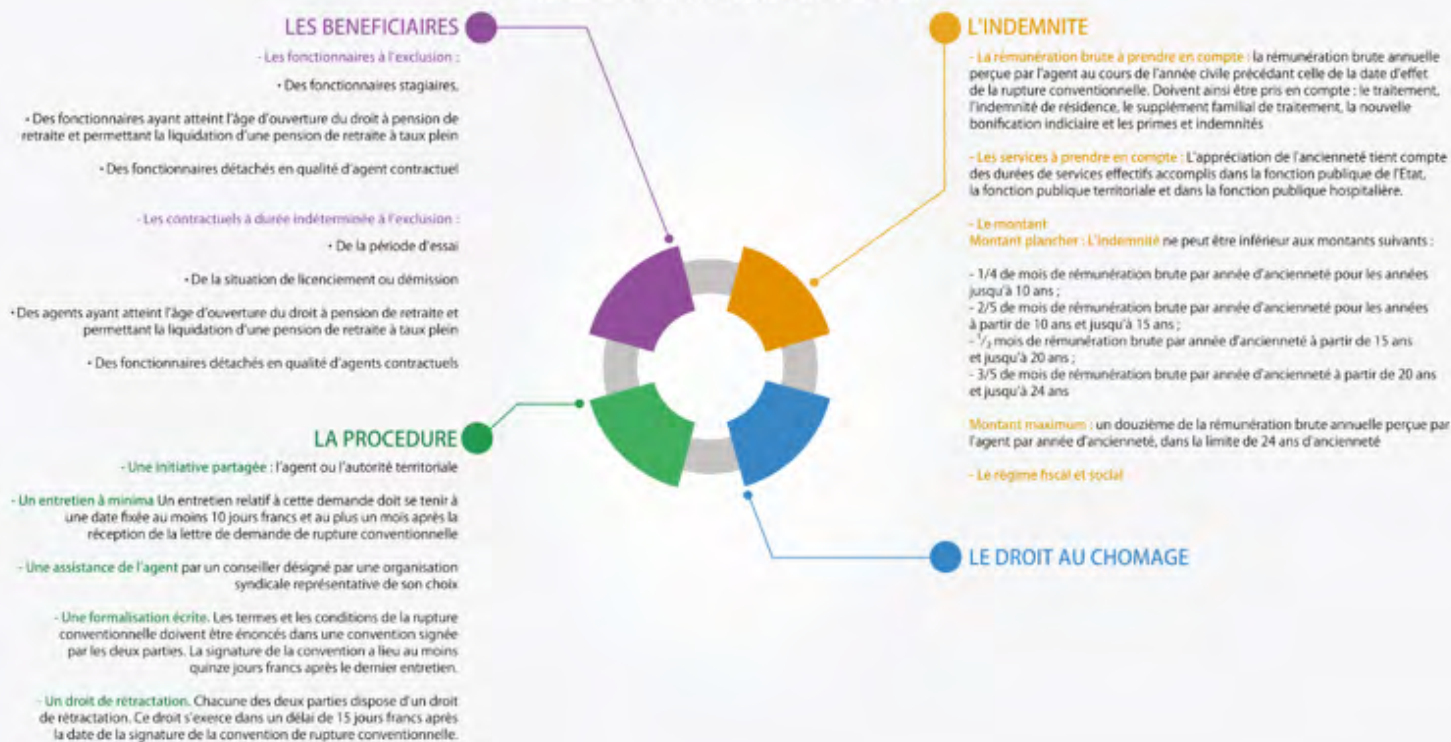 LES BENEFICIAIRES
- Les fonctionnaires à l'exclusion :
• Des fonctionnaires stagiaires,
• Des fonctionnaires ayant atteint l'âge d'ouverture du droit à pension de
retraite et permettant la liquidation d'une pension de retraite à taux plein
• Des fonctionnaires détachés en qualité d'agent contractuel
- Les contractuels à durée indéterminée à l'exclusion :
• De la période d'essai
• De la situation de licenciement ou démission
• Des agents ayant atteint l'âge d'ouverture du droit à pension de retraite et
permettant la liquidation d'une pension de retraite à taux plein
• Des fonctionnaires détachés en qualité d'agents contractuels
LA PROCEDURE
- Une initiative partagée : l'agent ou l'autorité territoriale
- Un entretien à minima Un entretien relatif à cette demande doit se tenir à
une date fixée au moins 10 jours francs et au plus un mois après la
réception de la lettre de demande de rupture conventionnelle
- Une assistance de l'agent par un conseiller désigné par une organisation
syndicale représentative de son choix
- Une formalisation écrite. Les termes et les conditions de la rupture
conventionnelle doivent être énoncés dans une convention signée
par les deux parties. La signature de la convention a lieu au moins
quinze jours francs après le dernier entretien.
- Un droit de rétractation. Chacune des deux parties dispose d'un droit
de rétractation. Ce droit s'exerce dans un délai de 15 jours francs après
la date de la signature de la convention de rupture conventionnelle.
L'INDEMNITE
- La rémunération brute à prendre en compte : la rémunération brute annuelle
perçue par l'agent au cours de l'année civile précédant celle de la date d'effet
de la rupture conventionnelle. Doivent ainsi être pris en compte : le traitement,
l'indemnité de résidence, le supplément familial de traitement, la nouvelle
bonification indiciaire et les primes et indemnités
- Les services à prendre en compte : L'appréciation de l'ancienneté tient compte
des durées de services effectifs accomplis dans la fonction publique de l'Etat,
la fonction publique territoriale et dans la fonction publique hospitalière.
- Le montant
Montant plancher : L'indemnité ne peut être inférieur aux montants suivants :
- 1/4 de mois de rémunération brute par année d'ancienneté pour les années
jusqu'à 10 ans ;
- 2/5 de mois de rémunération brute par année d'ancienneté pour les années
à partir de 10 ans et jusqu'à 15 ans ;
- ½ mois de rémunération brute par année d'ancienneté à partir de 15 ans
et jusqu'à 20 ans ;
- 3/5 de mois de rémunération brute par année d'ancienneté à partir de 20 ans
et jusqu'à 24 ans
Montant maximum : un douzième de la rémunération brute annuelle perçue par
l'agent par année d'ancienneté, dans la limite de 24 ans d'ancienneté
- Le régime fiscal et social
LE DROIT AU CHOMAGE